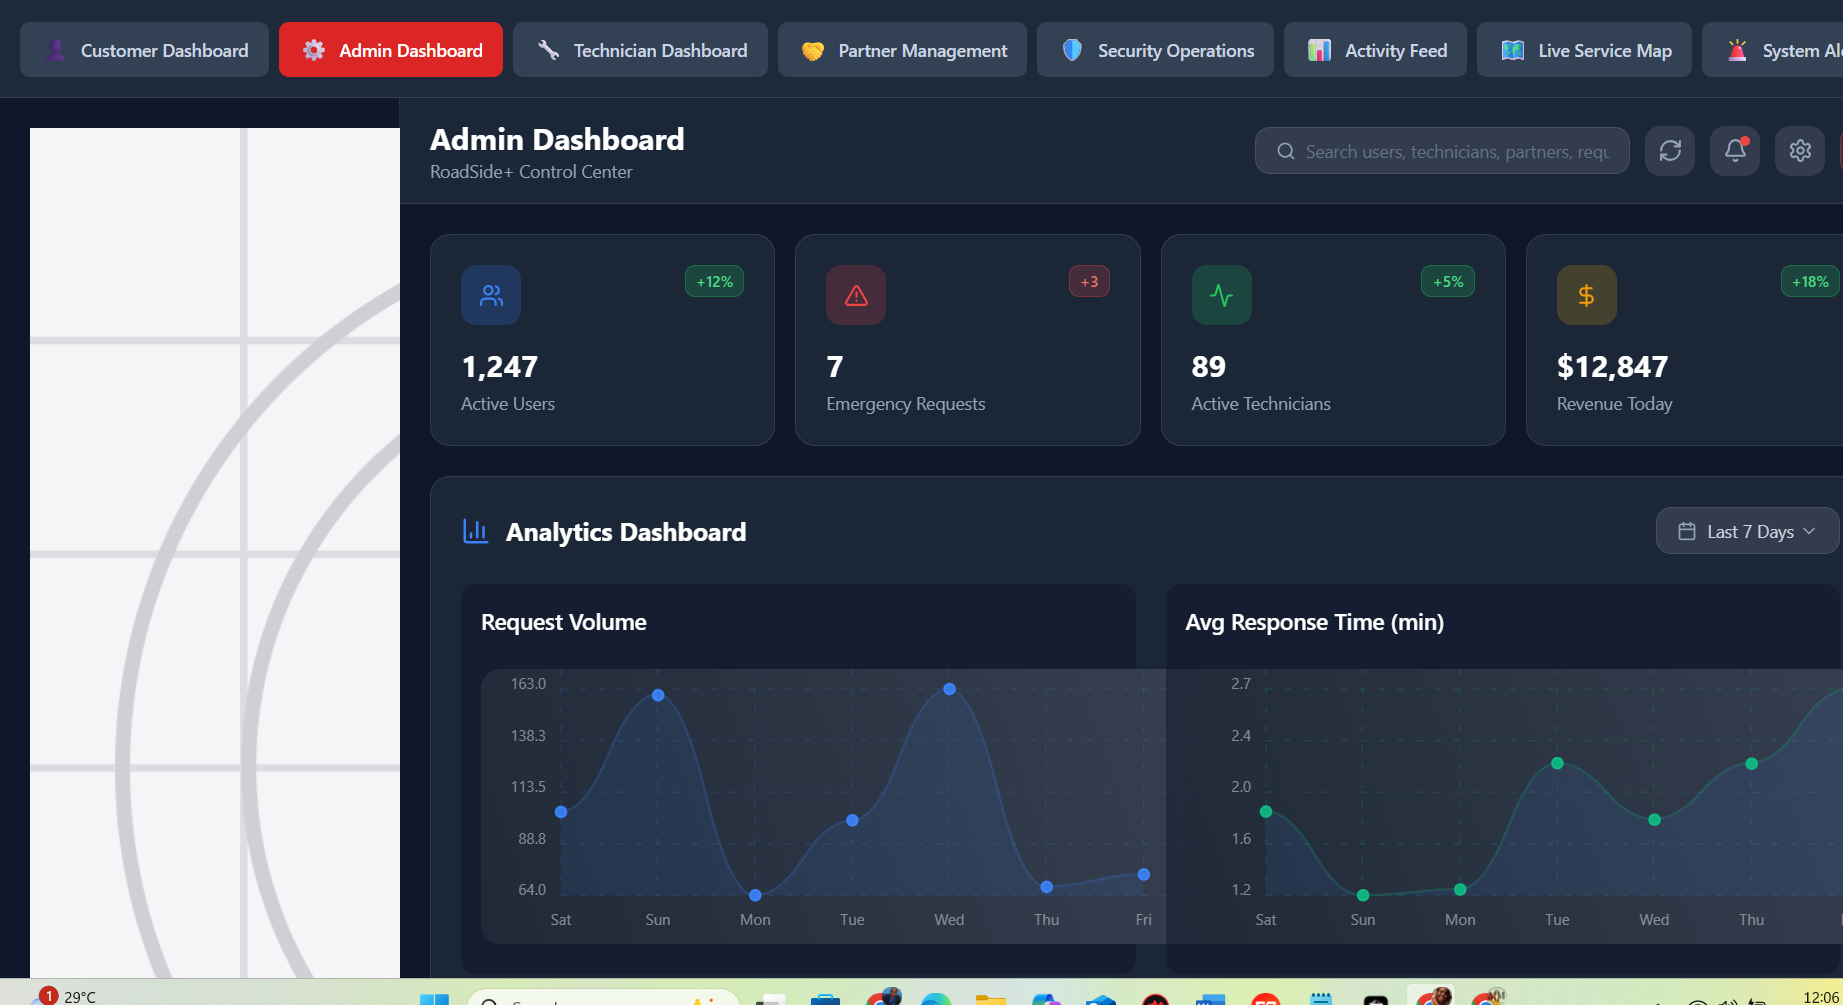 Customer Dashboard
Admin Dashboard
Technician Dashboard
Partner Management
Security Operations
Activity Feed
Live Service Map
System
Admin Dashboard
RoadSide+ Control Center
Search users, technicians, partners,
+12%
1,247
Active Users
+3
7
Emergency Requests
+5%
89
Active Technicians
+18%
$12,847
Revenue Today
Analytics Dashboard
Last 7 Days
Request Volume
163.0
138.3
113.5
88.8
64.0
Sat Sun Mon Tue Wed Thu Fri
Avg Response Time (min)
2.7
2.4
2.0
1.6
1.2
Sat Sun Mon Tue Wed Thu
1
29°C
12:06